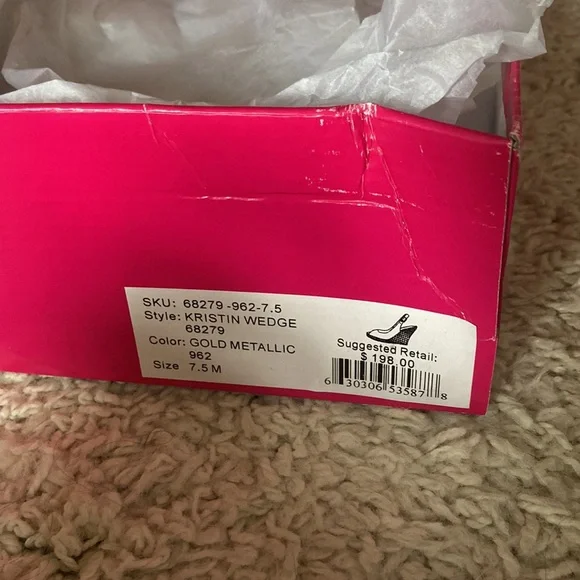 SKU: 68279-962-7.5
Style: KRISTIN WEDGE
68279
Color: GOLD METALLIC
962
Size 7.5 M
Suggested Retail:
$ 198.00
6 30306 53587 8